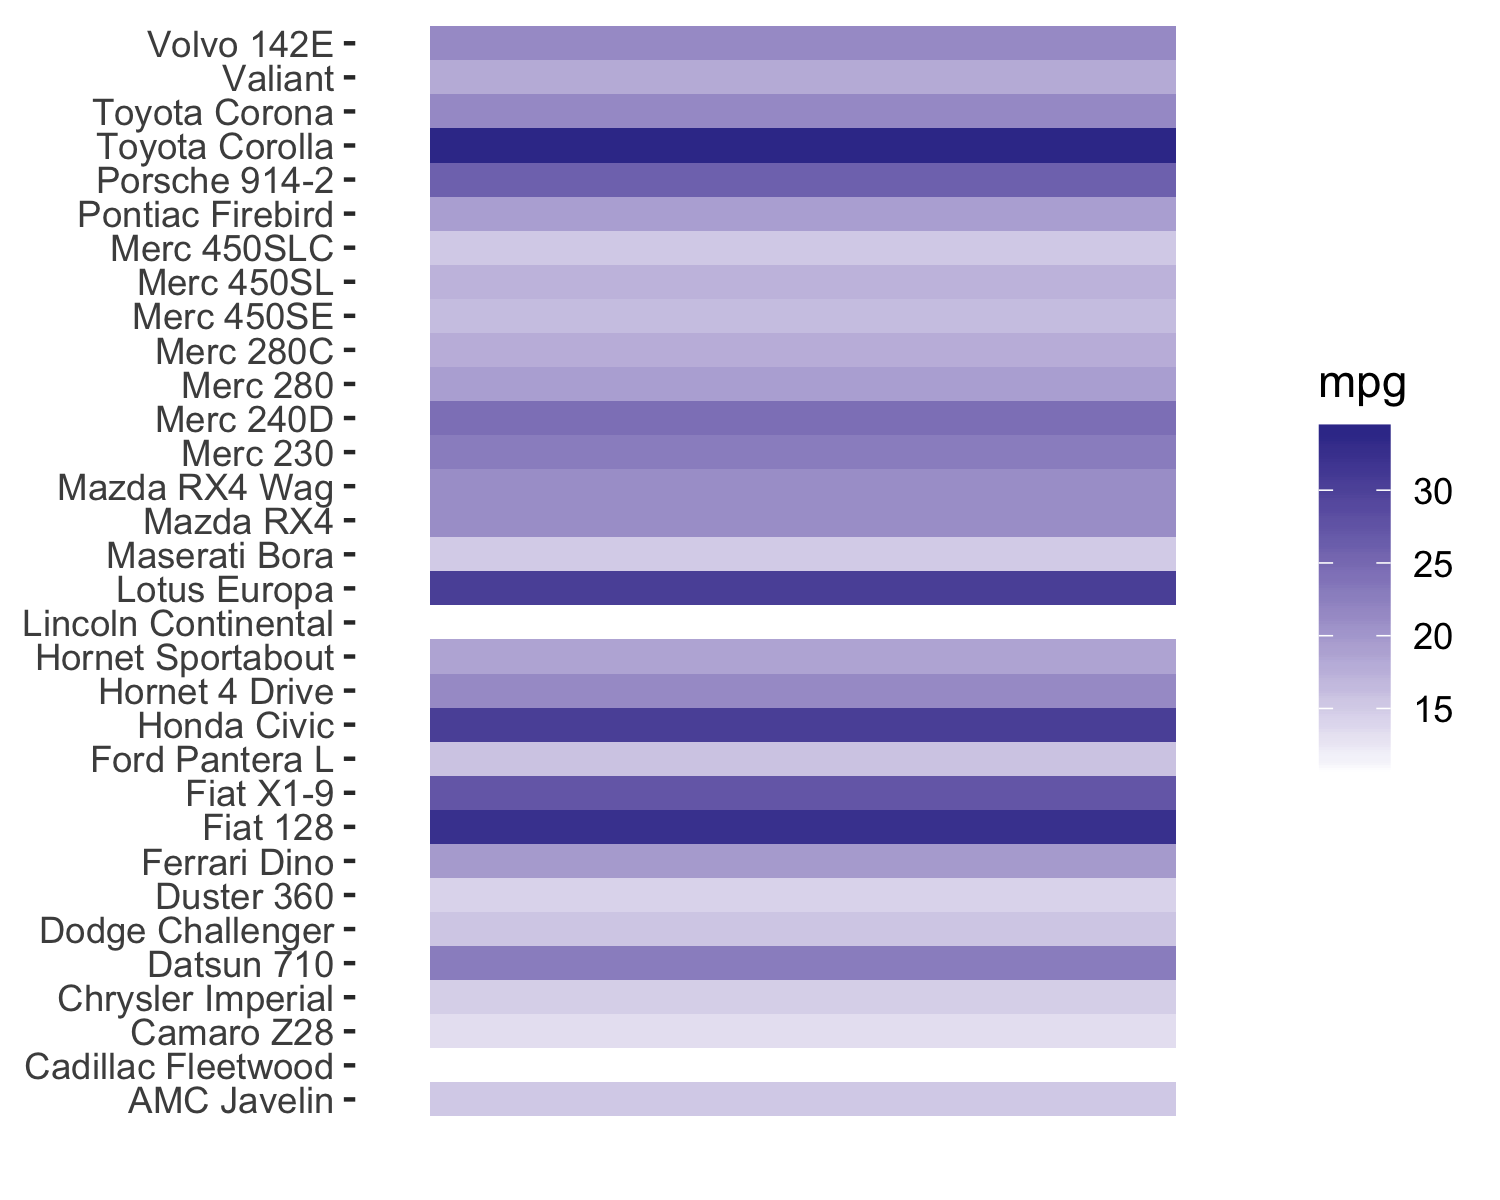 Volvo 142E
Valiant
Toyota Corona
Toyota Corolla
Porsche 914-2
Pontiac Firebird
Merc 450SLC
Merc 450SL
Merc 450SE
Merc 280C
Merc 280
Merc 240D
Merc 230
Mazda RX4 Wag
Mazda RX4
Maserati Bora
Lotus Europa
Lincoln Continental
Hornet Sportabout
Hornet 4 Drive
Honda Civic
Ford Pantera L
Fiat X1-9
Fiat 128
Ferrari Dino
Duster 360
Dodge Challenger
Datsun 710
Chrysler Imperial
Camaro Z28
Cadillac Fleetwood
AMC Javelin
mpg
30
25
20
15